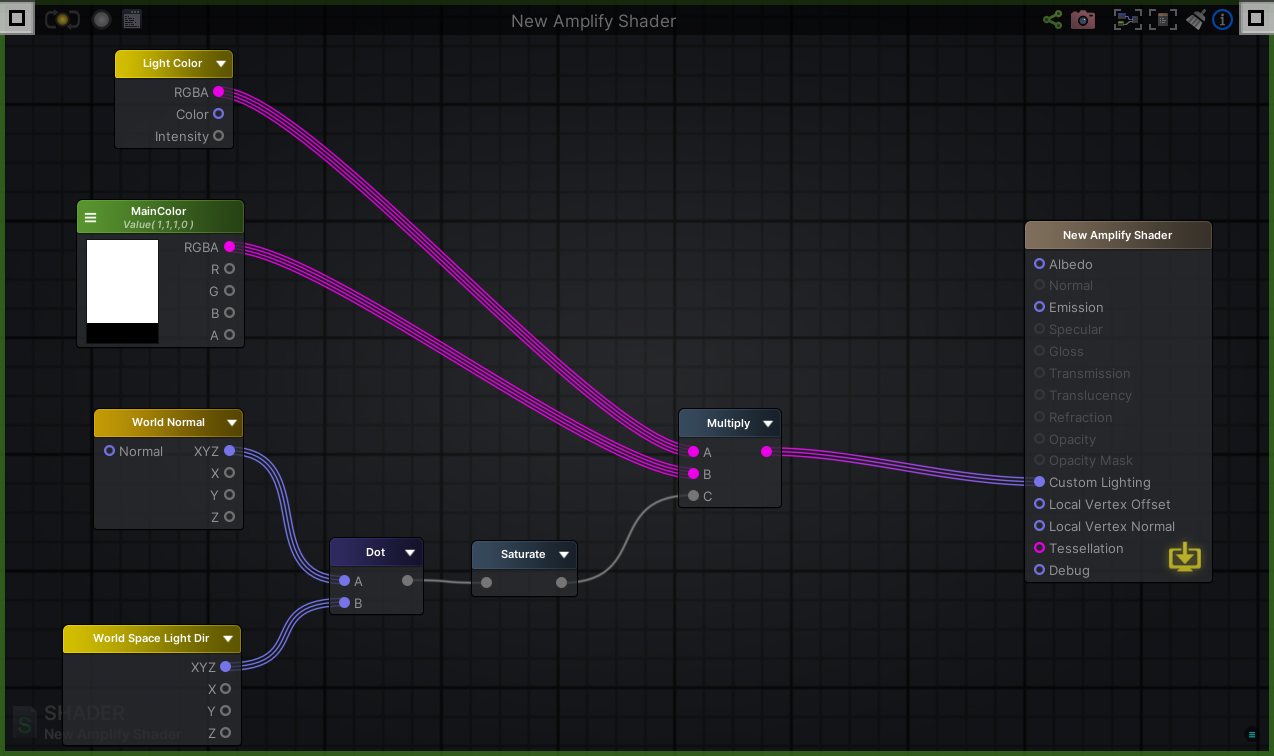 New Amplify Shader
Light Color
RGBA
Color
Intensity
MainColor
Value( 1,1,1,0 )
RGBA
R
G
B
A
World Normal
Normal XYZ
X
Y
Z
World Space Light Dir
XYZ
X
Y
Z
Dot
A
B
Saturate
Multiply
A
B
C
New Amplify Shader
Albedo
Normal
Emission
Specular
Gloss
Transmission
Translucency
Refraction
Opacity
Opacity Mask
Custom Lighting
Local Vertex Offset
Local Vertex Normal
Tessellation
Debug
S
SHADER
New Amplify Shader